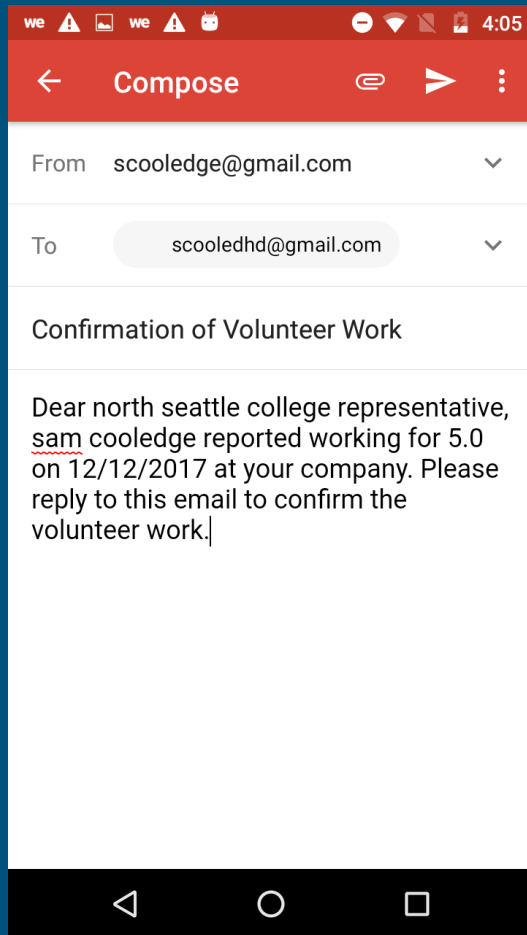 we we 4:05
Compose
From scooledge@gmail.com
To scooledhd@gmail.com
Confirmation of Volunteer Work
Dear north seattle college representative,
sam cooledge reported working for 5.0
on 12/12/2017 at your company. Please
reply to this email to confirm the
volunteer work.